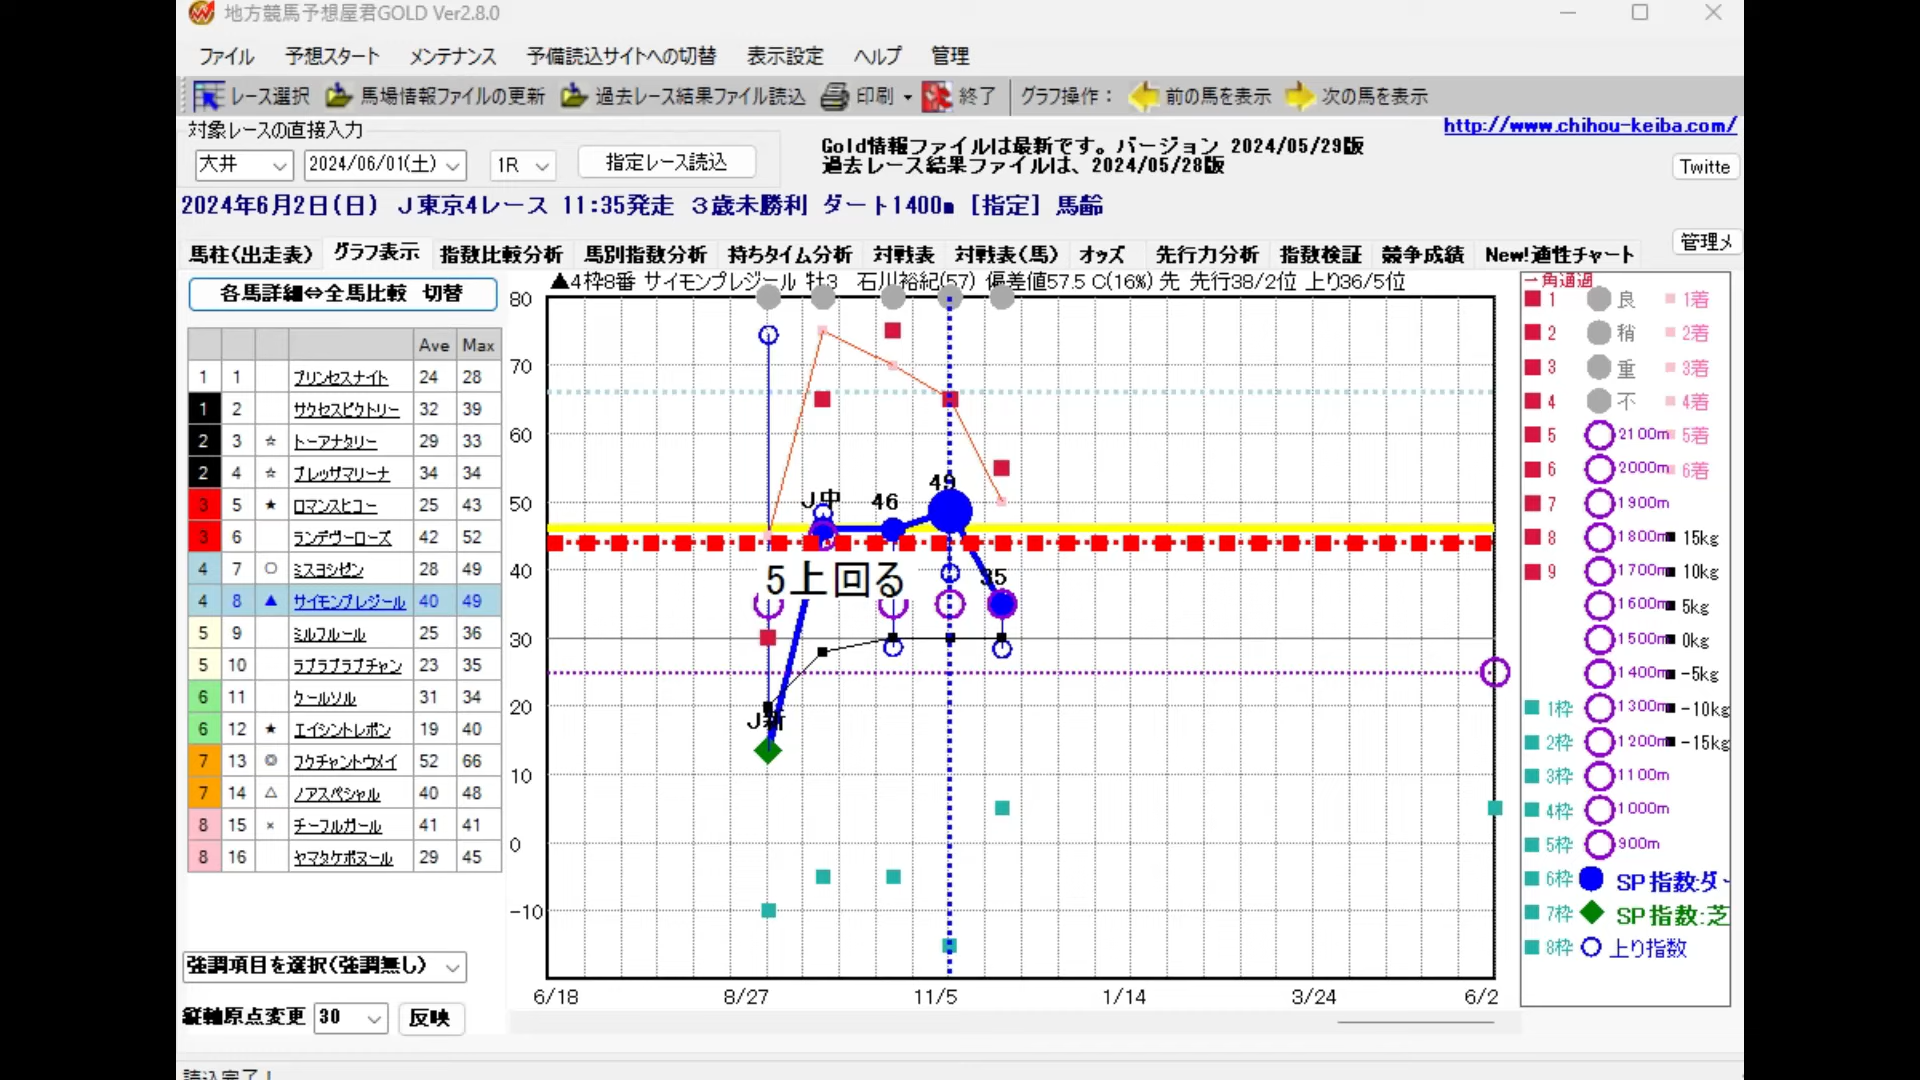 地方競馬予想屋君GOLD Ver2.8.0
ファイル 予想スタート メンテナンス 予備読込サイトへの切替 表示設定 ヘルプ 管理
レース選択 馬場情報ファイルの更新 過去レース結果ファイル読込 印刷 終了 グラフ操作： 前の馬を表示 次の馬を表示
対象レースの直接入力
http://www.chihou-keiba.com/
大井 2024/06/01(土) 1R 指定レース読込
Gold情報ファイルは最新です。バージョン 2024/05/29版
過去レース結果ファイルは、2024/05/28版
Twitte
2024年6月2日(日) J東京4レース 11:35発走 3歳未勝利 ダート1400m [指定] 馬齢
管理メ
馬柱(出走表) グラフ表示 指数比較分析 馬別指数分析 持ちタイム分析 対戦表 対戦表(馬) オッズ 先行力分析 指数検証 競争成績 New!適性チャート
各馬詳細⇔全馬比較 切替
▲4枠8番 サイモンプレジール 牡3 石川裕紀(57) 偏差値57.5 C(16%) 先 先行38/2位 上り36/5位
Ave Max
1 1 プリンセスナイト 24 28
1 2 サクセスビクトリー 32 39
2 3 ☆ トーアナタリー 29 33
2 4 ☆ ブレッザマリーナ 34 34
3 5 ★ ロマンスヒコー 25 43
3 6 ランデヴーローズ 42 52
4 7 ○ ミスヨシゼン 28 49
4 8 ▲ サイモンプレジール 40 49
5 9 ミルフルール 25 36
5 10 ラブラブラブチャン 23 35
6 11 クールソル 31 34
6 12 ★ エイシントレボン 19 40
7 13 ◎ フクチャントウメイ 52 66
7 14 △ ノアスペシャル 40 48
8 15 × チーフルガール 41 41
8 16 ヤマタケボヌール 29 45
強調項目を選択(強調無し)
縦軸原点変更 30 反映
80
70
60
50
40
30
20
10
0
-10
J新
J中
46
49
35
5上回る
6/18 8/27 11/5 1/14 3/24 6/2
一角通過
1 良 1着
2 稍 2着
3 重 3着
4 不 4着
5 2100m 5着
6 2000m 6着
7 1900m
8 1800m 15kg
9 1700m 10kg
1600m 5kg
1500m 0kg
1400m -5kg
1枠 1300m -10kg
2枠 1200m -15kg
3枠 1100m
4枠 1000m
5枠 900m
6枠 SP指数:ダ-
7枠 SP指数:芝
8枠 上り指数
読込完了！